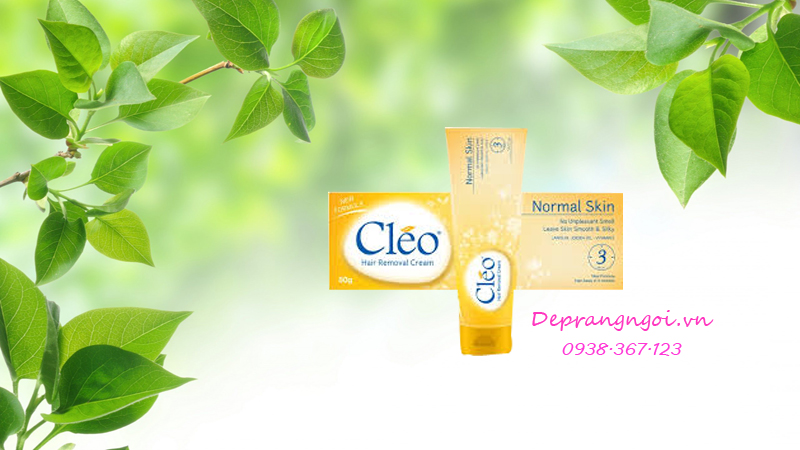 NEW
FORMULA
Cléo®
Hair Removal Cream
50g
Normal Skin
3
Cléo
Hair Removal Cream
Normal Skin
No Unpleasant Smell
Leave Skin Smooth & Silky
3
Deprangngoi.vn
0938·367·123